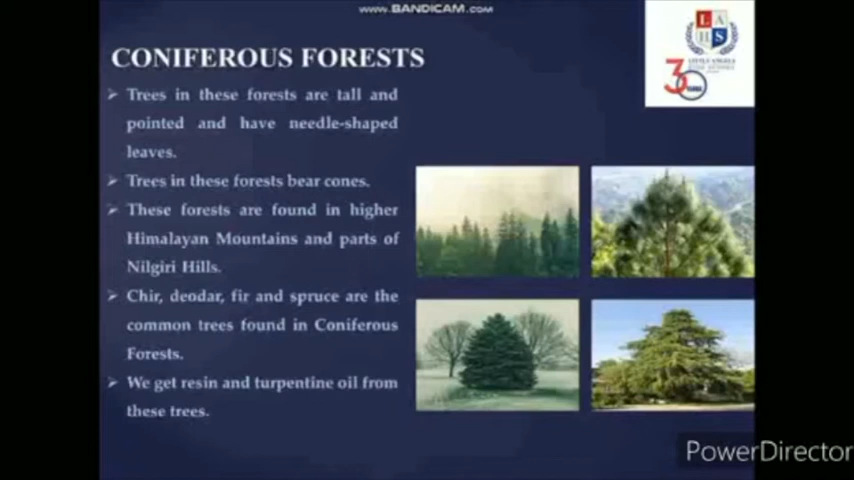 www.BANDICAM.com
LAHS
CONIFEROUS FORESTS
30
➢ Trees in these forests are tall and
pointed and have needle-shaped
leaves.
➢ Trees in these forests bear cones.
➢ These forests are found in higher
Himalayan Mountains and parts of
Nilgiri Hills.
➢ Chir, deodar, fir and spruce are the
common trees found in Coniferous
Forests.
➢ We get resin and turpentine oil from
these trees.
PowerDirector